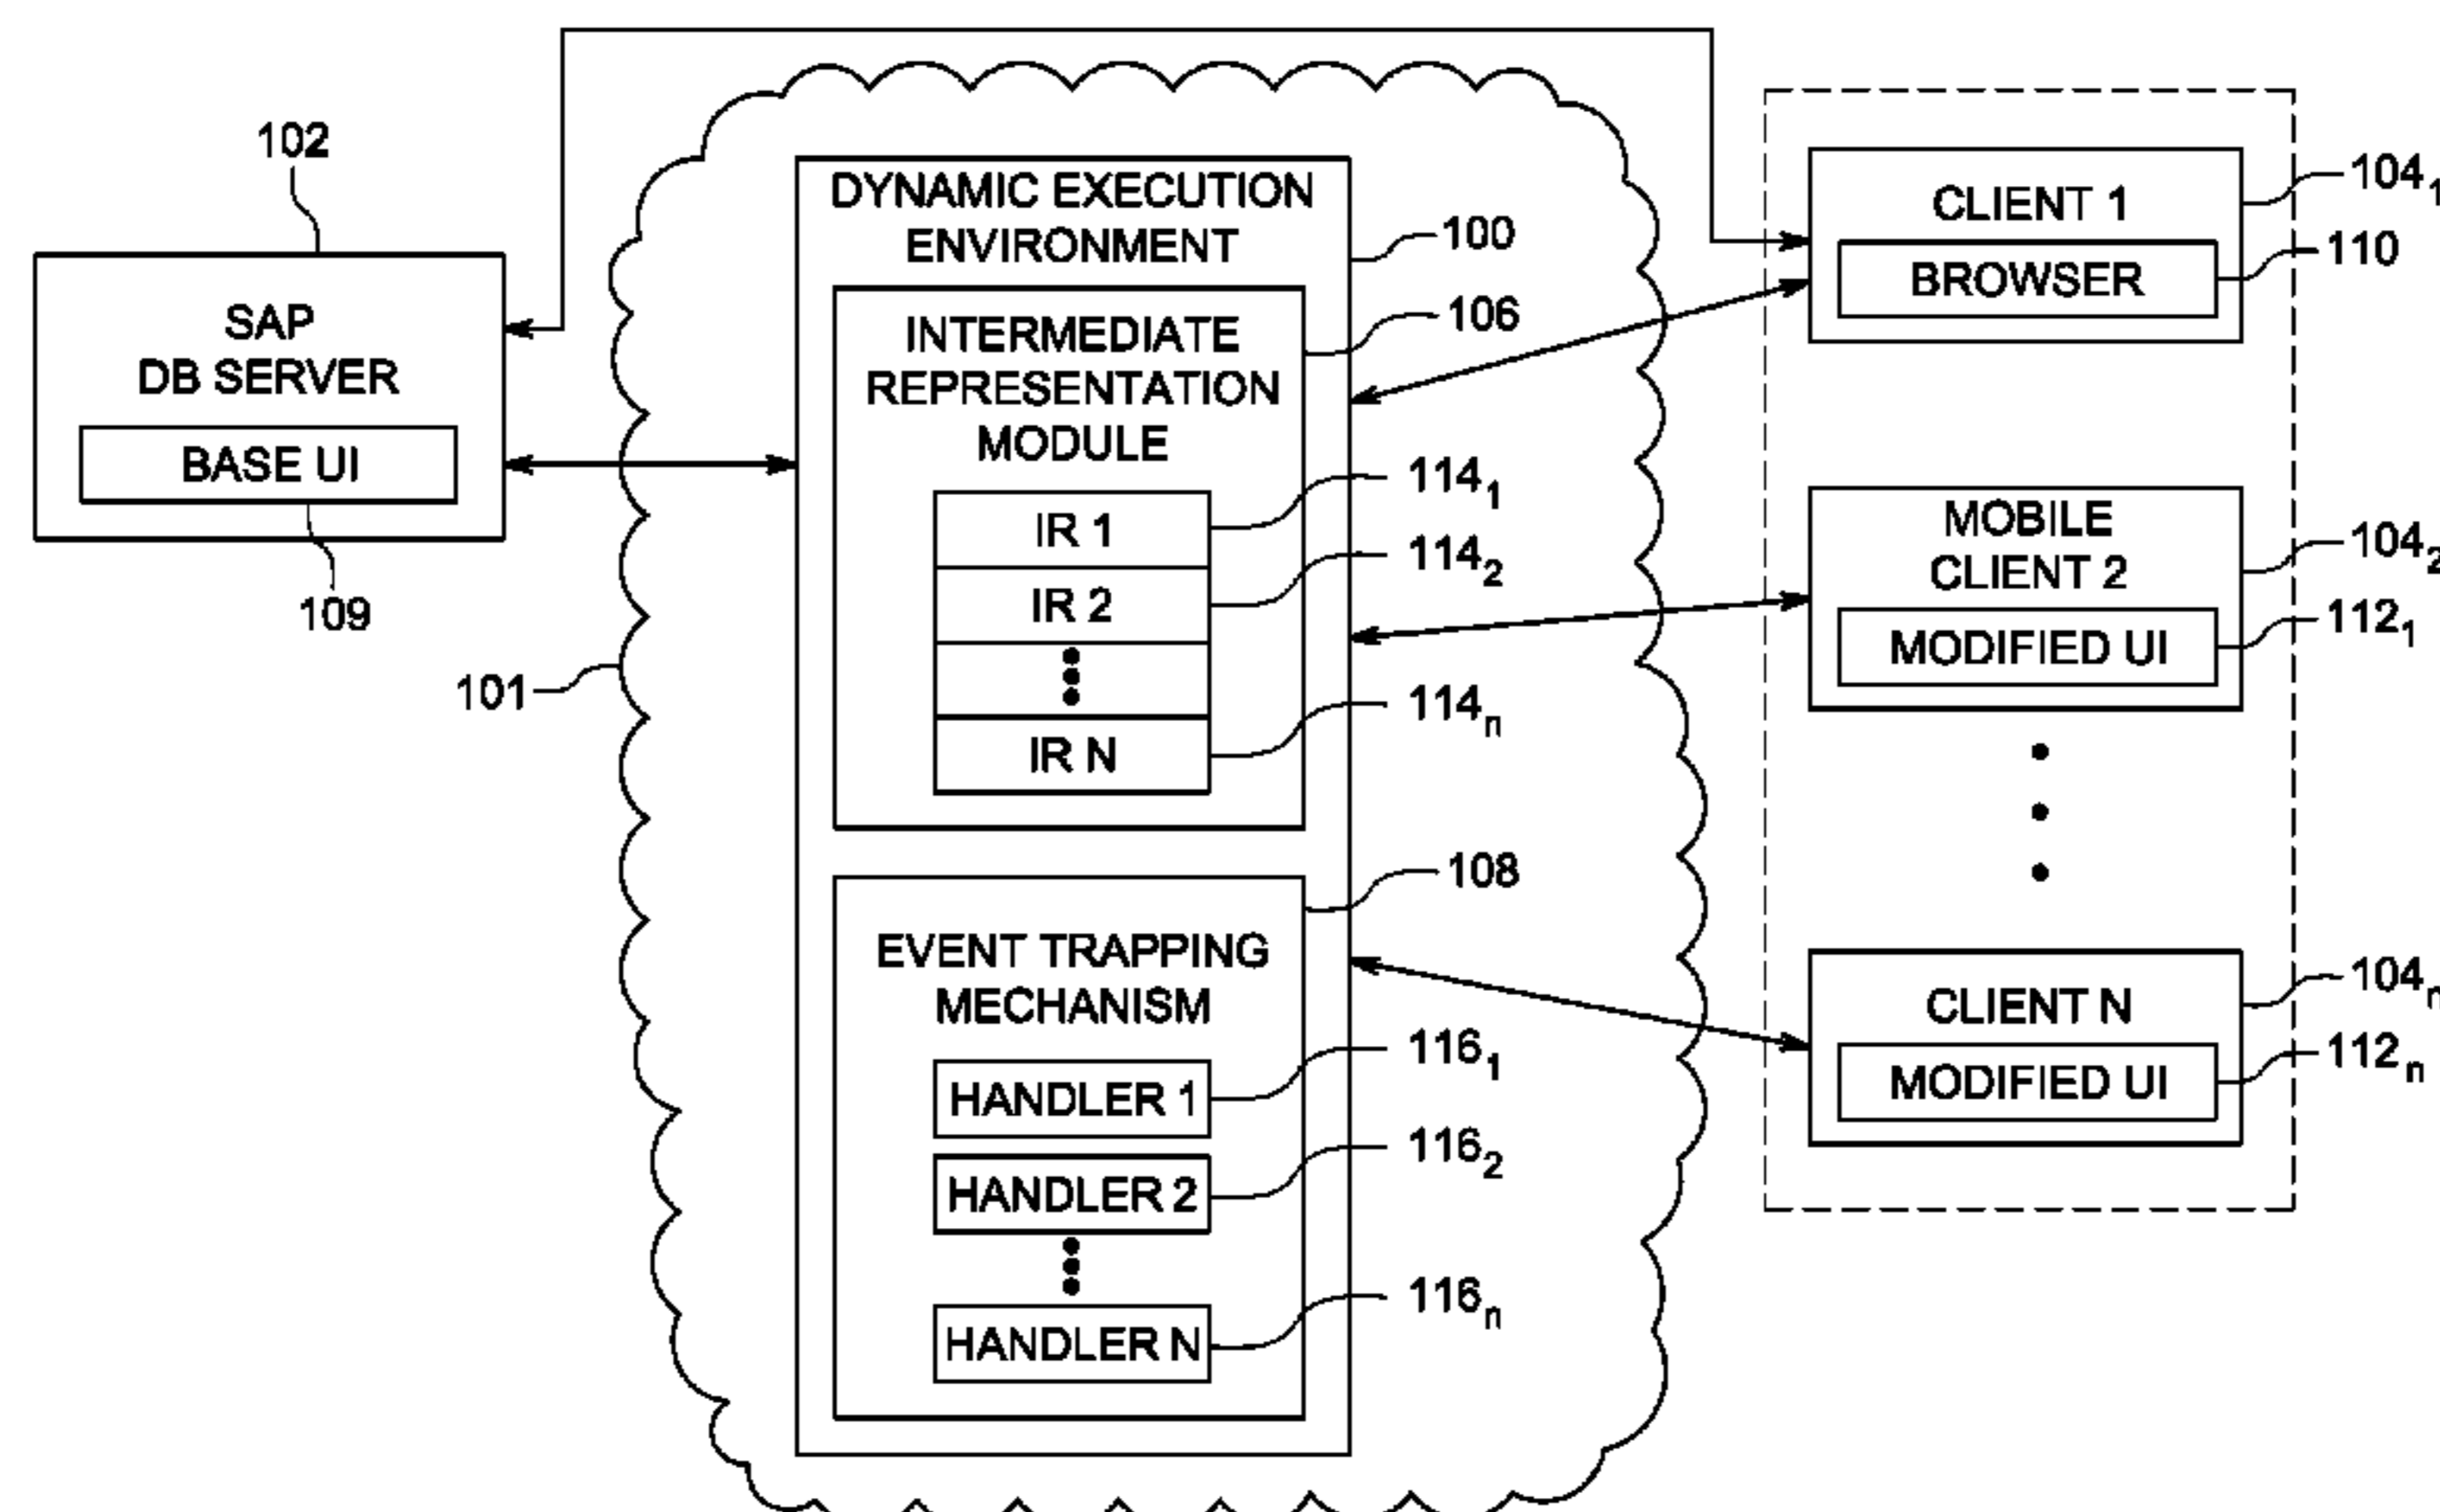 102
SAP
DB SERVER
BASE UI
109
101
DYNAMIC EXECUTION
ENVIRONMENT
100
INTERMEDIATE
REPRESENTATION
MODULE
106
IR 1
114₁
IR 2
114₂
IR N
114ₙ
108
EVENT TRAPPING
MECHANISM
HANDLER 1
116₁
HANDLER 2
116₂
HANDLER N
116ₙ
CLIENT 1
104₁
BROWSER
110
MOBILE
CLIENT 2
104₂
MODIFIED UI
112₁
CLIENT N
104ₙ
MODIFIED UI
112ₙ